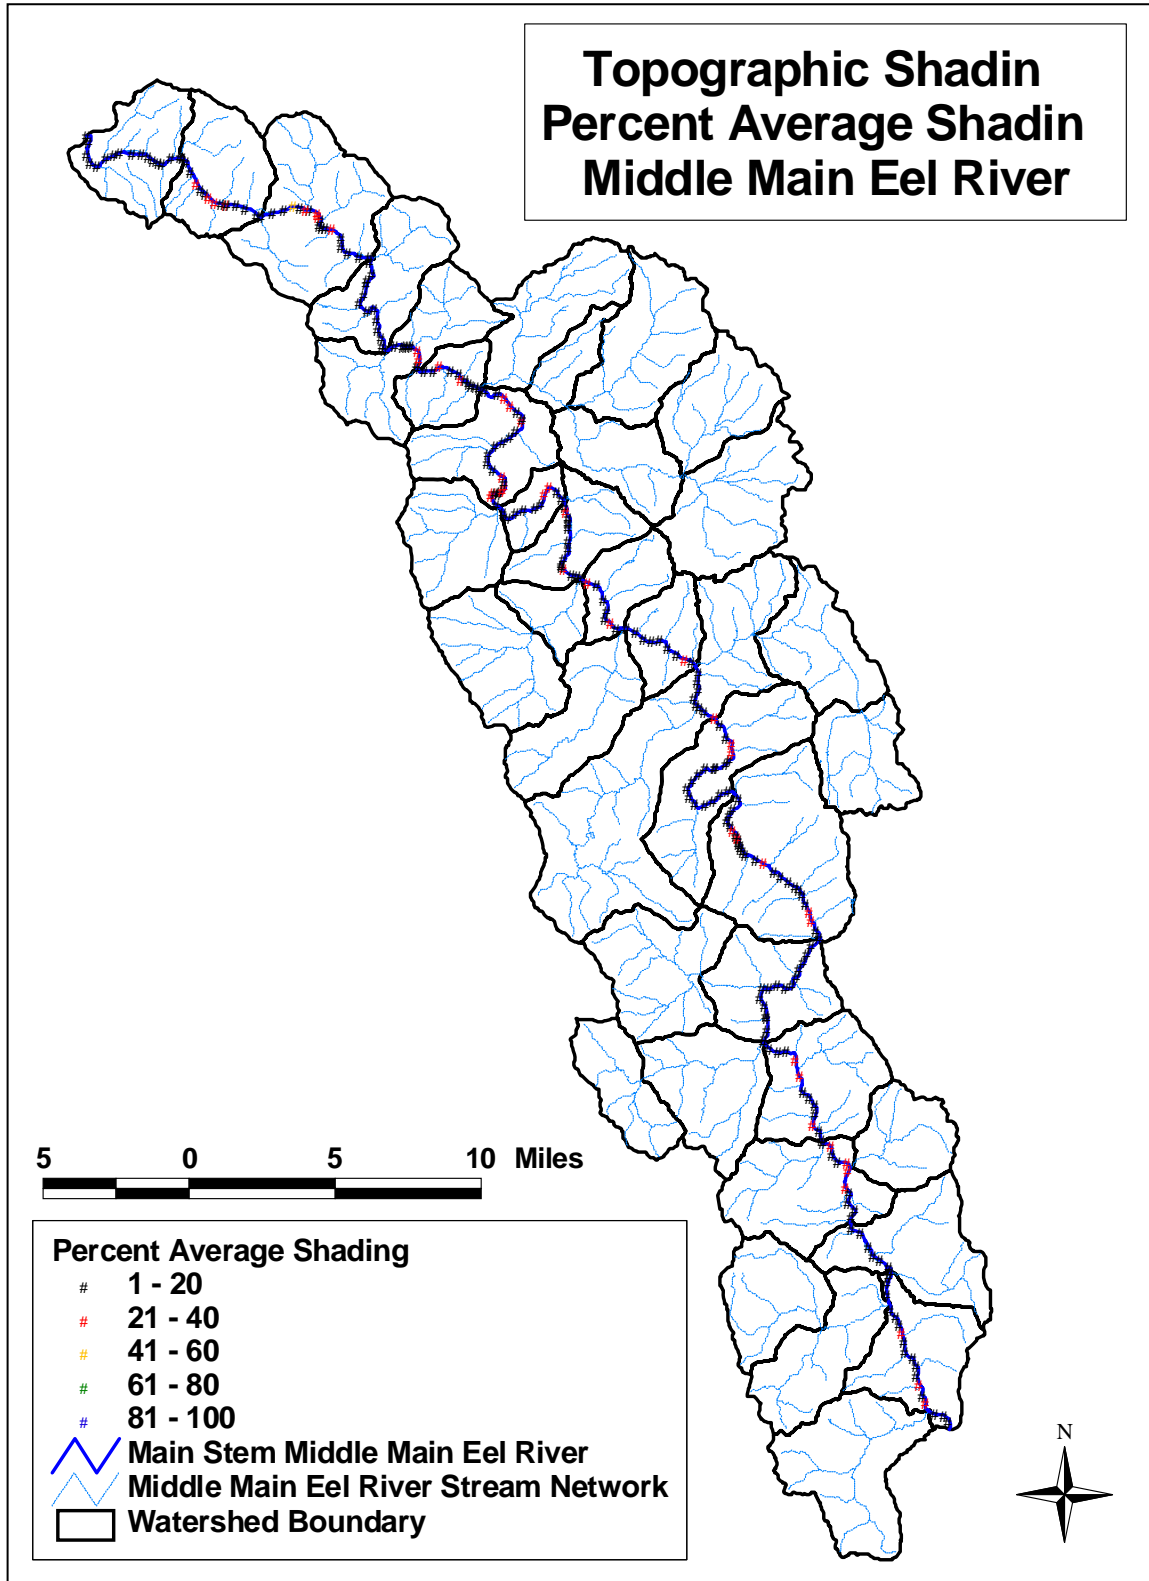 Topographic Shadin
Percent Average Shadin
Middle Main Eel River
5 0 5 10 Miles
Percent Average Shading
# 1 - 20
# 21 - 40
# 41 - 60
# 61 - 80
# 81 - 100
Main Stem Middle Main Eel River
Middle Main Eel River Stream Network
Watershed Boundary
N